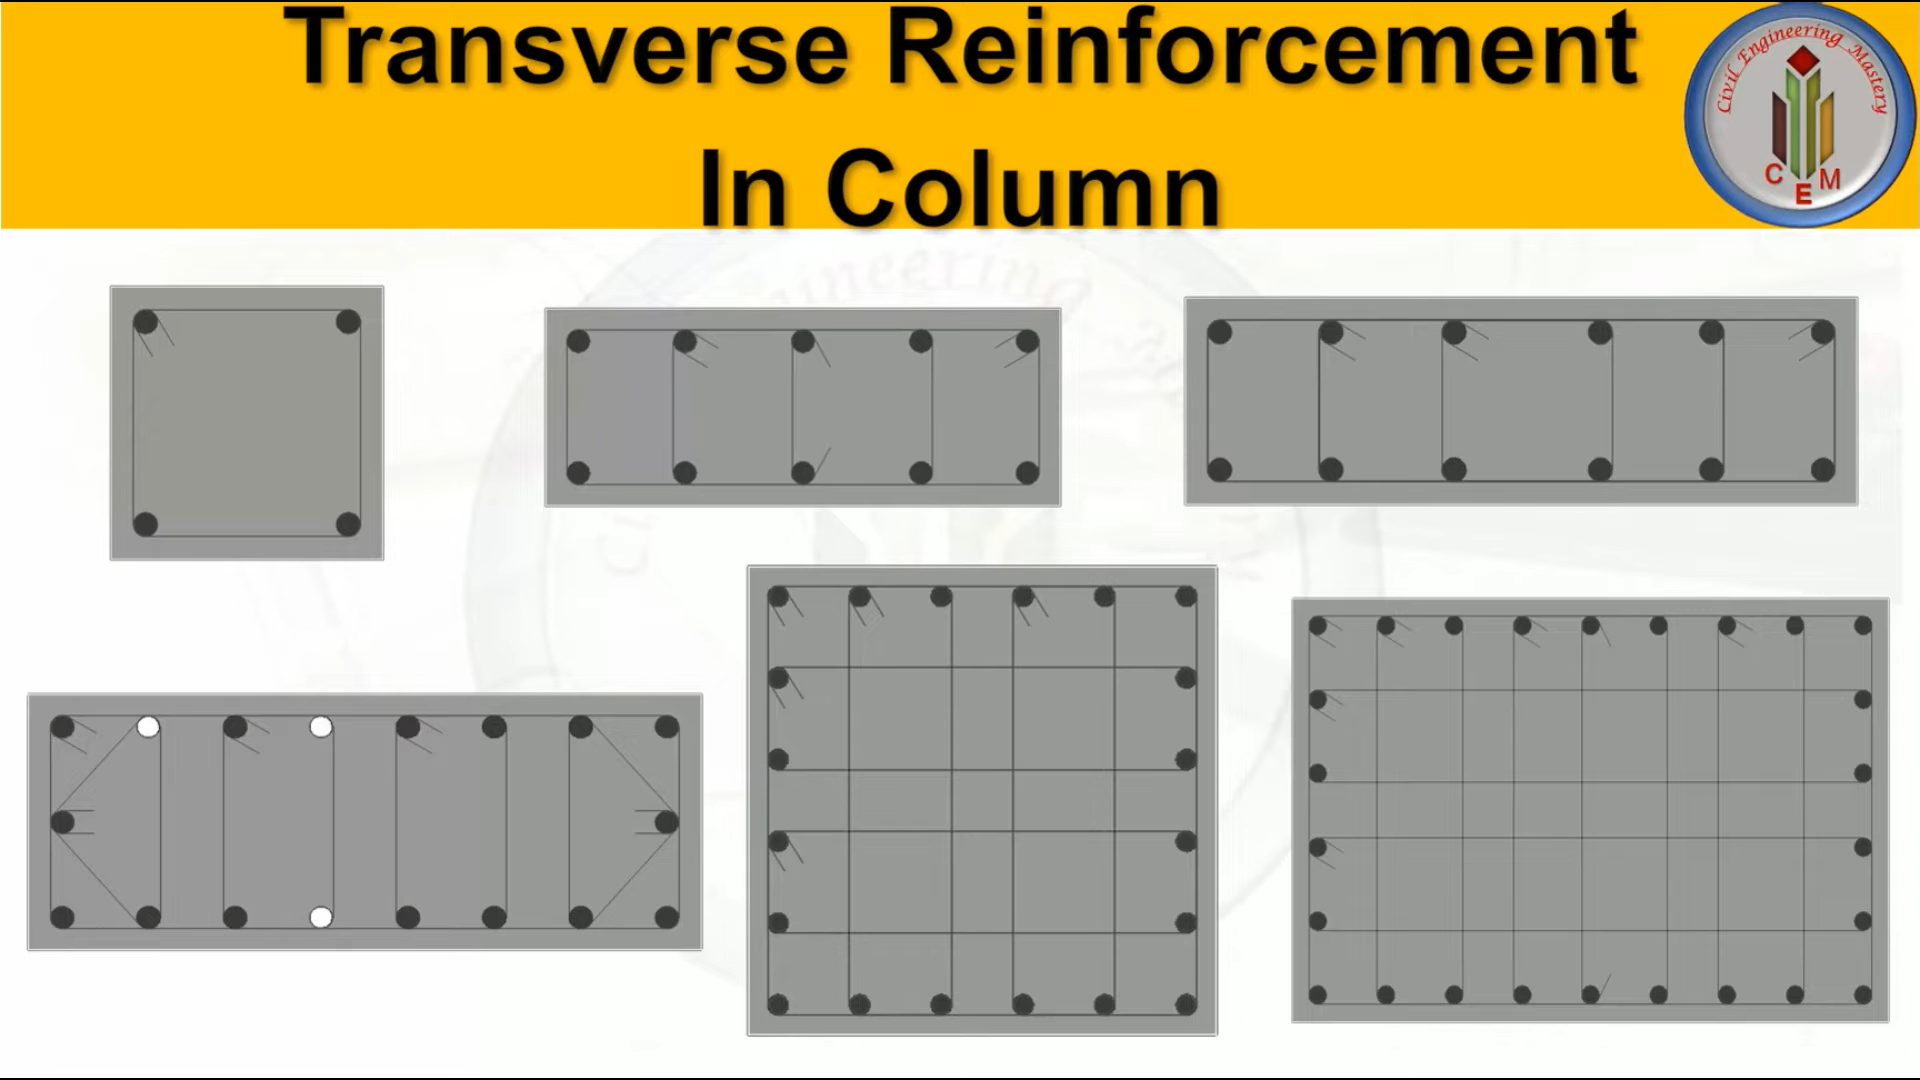 Transverse Reinforcement
In Column
Civil Engineering Mastery
C E M